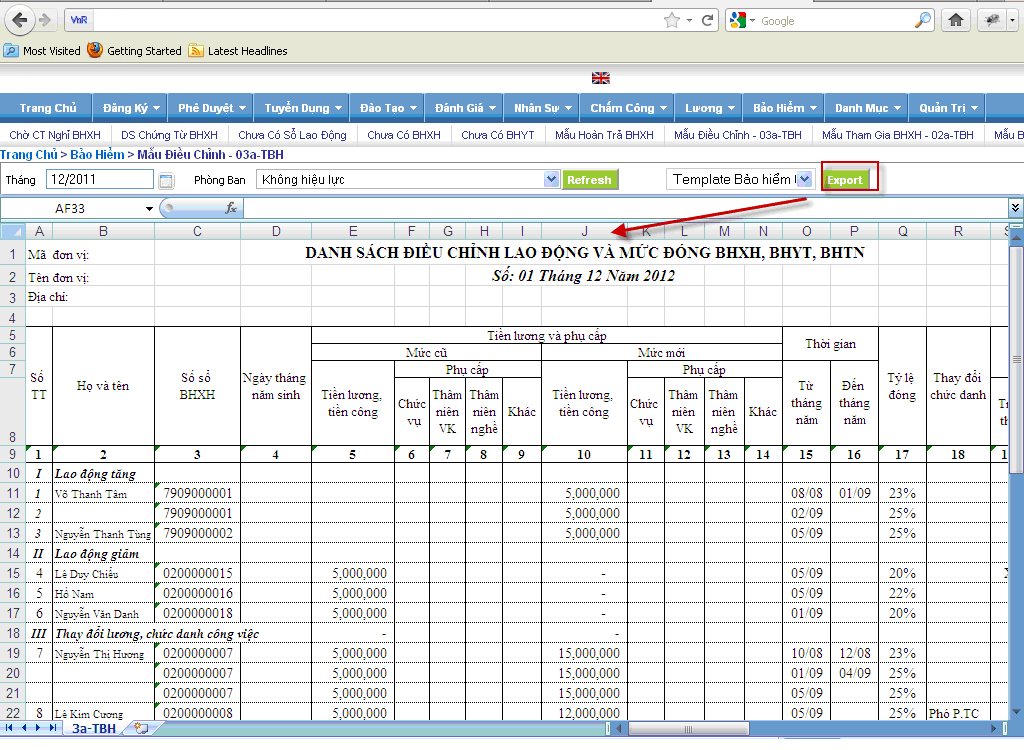 VnR Google
Most Visited Getting Started Latest Headlines
Trang Chủ Đăng Ký Phê Duyệt Tuyển Dụng Đào Tạo Đánh Giá Nhân Sự Chấm Công Lương Bảo Hiểm Danh Mục Quản Trị
Chờ CT Nghỉ BHXH DS Chứng Từ BHXH Chưa Có Sổ Lao Động Chưa Có BHXH Chưa Có BHYT Mẫu Hoàn Trả BHXH Mẫu Điều Chỉnh - 03a-TBH Mẫu Tham Gia BHXH - 02a-TBH Mẫu B
Trang Chủ > Bảo Hiểm > Mẫu Điều Chỉnh - 03a-TBH
Tháng 12/2011 Phòng Ban Không hiệu lực Refresh Template Bảo hiểm Export
AF33 fx
A B C D E F G H I J K L M N O P Q R S
1 Mã đơn vị: DANH SÁCH ĐIỀU CHỈNH LAO ĐỘNG VÀ MỨC ĐÓNG BHXH, BHYT, BHTN
2 Tên đơn vị: Số: 01 Tháng 12 Năm 2012
3 Địa chỉ:
4
5 Tiền lương và phụ cấp
6 Mức cũ Mức mới Thời gian
7 Phụ cấp Phụ cấp
8 Số TT Họ và tên Số sổ BHXH Ngày tháng năm sinh Tiền lương, tiền công Chức vụ Thâm niên VK Thâm niên nghề Khác Tiền lương, tiền công Chức vụ Thâm niên VK Thâm niên nghề Khác Từ tháng năm Đến tháng năm Tỷ lệ đóng Thay đổi chức danh
9 1 2 3 4 5 6 7 8 9 10 11 12 13 14 15 16 17 18
10 I Lao động tăng
11 1 Võ Thanh Tâm 7909000001 5,000,000 08/08 01/09 23%
12 2 7909000001 5,000,000 02/09 25%
13 3 Nguyễn Thanh Tùng 7909000002 5,000,000 05/09 25%
14 II Lao động giảm
15 4 Lê Duy Chiểu 0200000015 5,000,000 - 05/09 20%
16 5 Hồ Nam 0200000016 5,000,000 - 05/09 22%
17 6 Nguyễn Văn Danh 0200000018 5,000,000 - 01/09 20%
18 III Thay đổi lương, chức danh công việc - -
19 7 Nguyễn Thị Hương 0200000007 5,000,000 15,000,000 10/08 12/08 23%
20 0200000007 5,000,000 15,000,000 01/09 04/09 25%
21 0200000007 5,000,000 15,000,000 05/09 25%
22 8 Lê Kim Cương 0200000008 5,000,000 12,000,000 05/09 25% Phó P.TC
3a-TBH